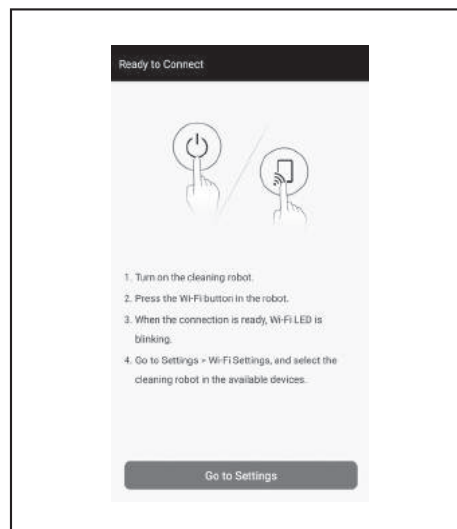 Ready to Connect
1. Turn on the cleaning robot.
2. Press the Wi-Fi button in the robot.
3. When the connection is ready, Wi-Fi LED is
blinking.
4. Go to Settings > Wi-Fi Settings, and select the
cleaning robot in the available devices.
Go to Settings